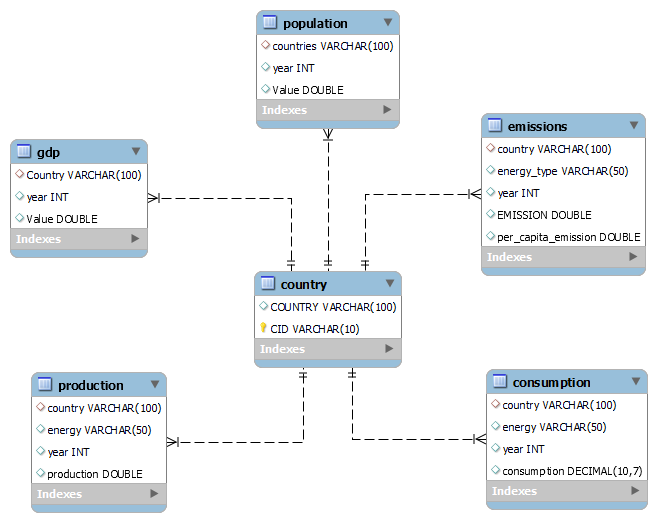 population
countries VARCHAR(100)
year INT
Value DOUBLE
Indexes
emissions
country VARCHAR(100)
energy_type VARCHAR(50)
year INT
EMISSION DOUBLE
per_capita_emission DOUBLE
Indexes
gdp
Country VARCHAR(100)
year INT
Value DOUBLE
Indexes
country
COUNTRY VARCHAR(100)
CID VARCHAR(10)
Indexes
production
country VARCHAR(100)
energy VARCHAR(50)
year INT
production DOUBLE
Indexes
consumption
country VARCHAR(100)
energy VARCHAR(50)
year INT
consumption DECIMAL(10,7)
Indexes